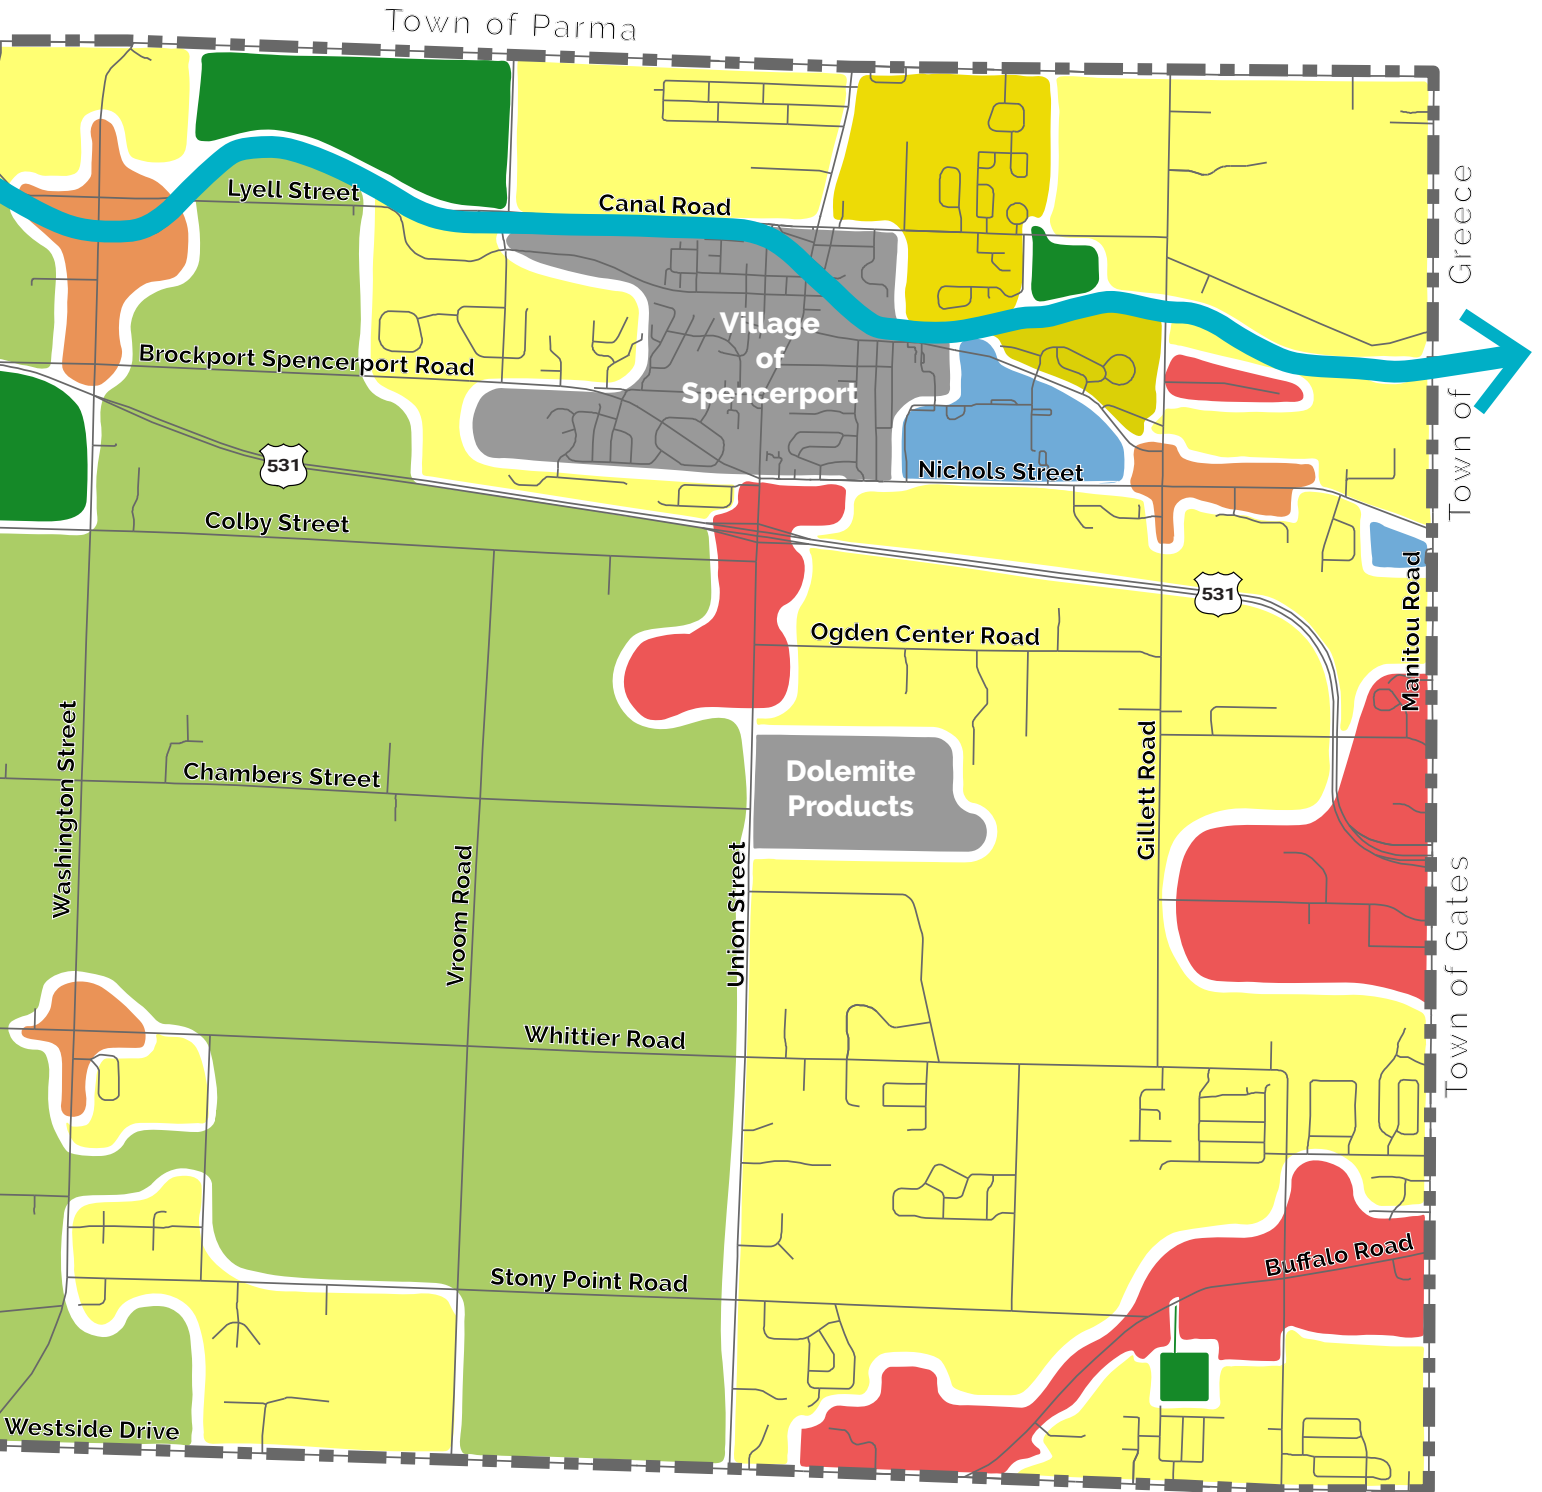 Town of Parma
Lyell Street
Canal Road
Town of Greece
Village
of
Spencerport
Brockport Spencerport Road
531
Nichols Street
Colby Street
531
Ogden Center Road
Manitou Road
Washington Street
Chambers Street
Dolemite
Products
Gillett Road
Vroom Road
Union Street
Town of Gates
Whittier Road
Stony Point Road
Buffalo Road
Westside Drive